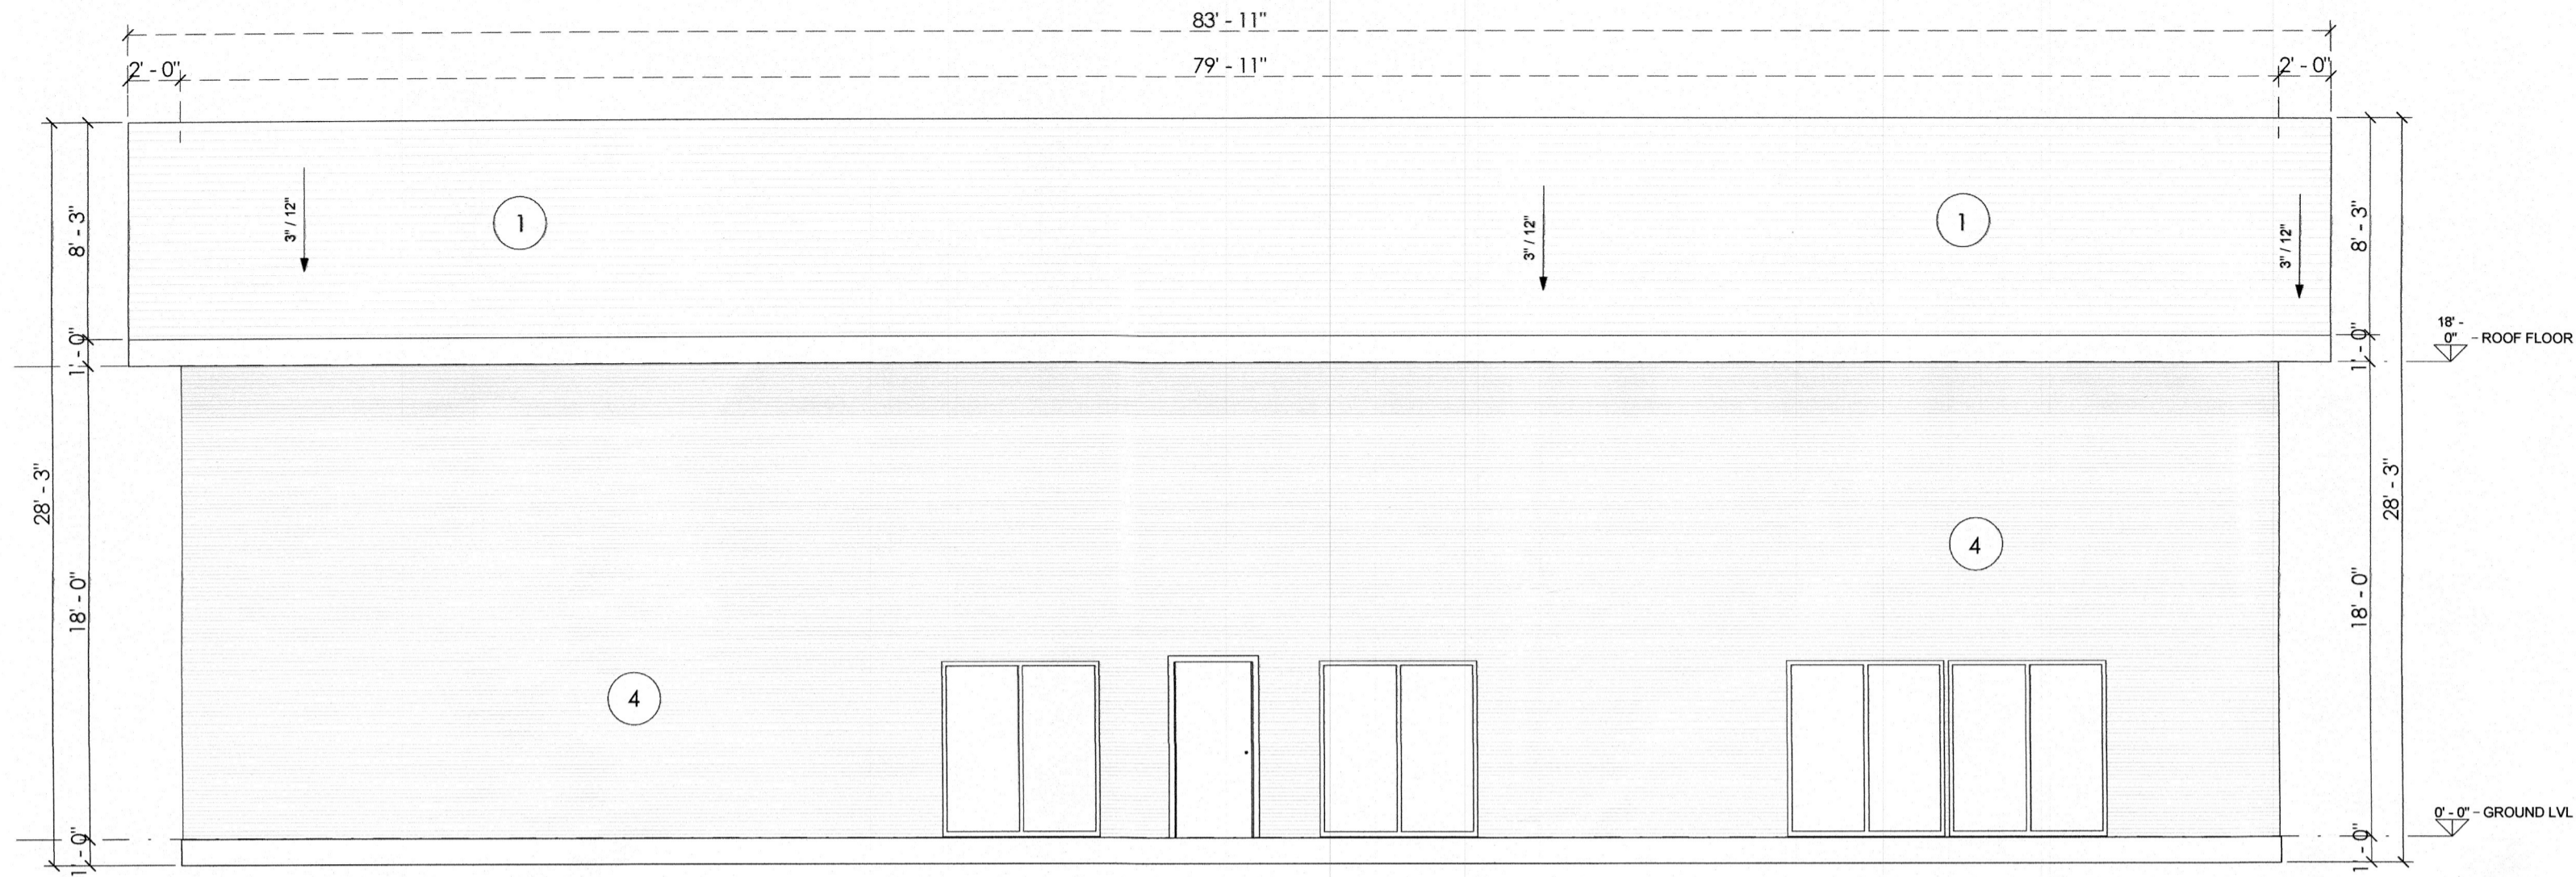 83' - 11"
2' - 0" 79' - 11" 2' - 0"
3" / 12" 1 3" / 12" 1 3" / 12"
8' - 3" 8' - 3"
1' - 0" 1' - 0"
18' -
0" - ROOF FLOOR
28' - 3" 28' - 3"
4
18' - 0" 18' - 0"
4
0' - 0" - GROUND LVL
1' - 0" 1' - 0"